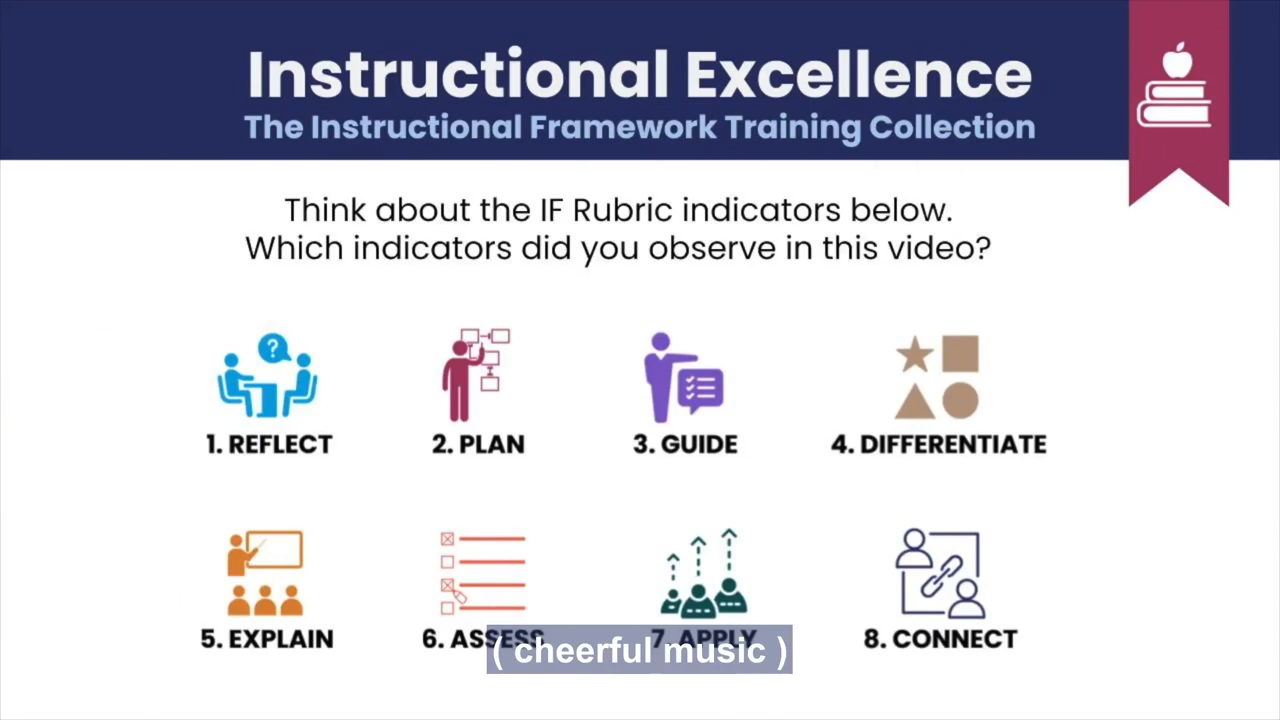 Instructional Excellence
The Instructional Framework Training Collection
Think about the IF Rubric indicators below.
Which indicators did you observe in this video?
?
1. REFLECT
2. PLAN
3. GUIDE
4. DIFFERENTIATE
5. EXPLAIN
6. ASSESS
7. APPLY
8. CONNECT
( cheerful music )